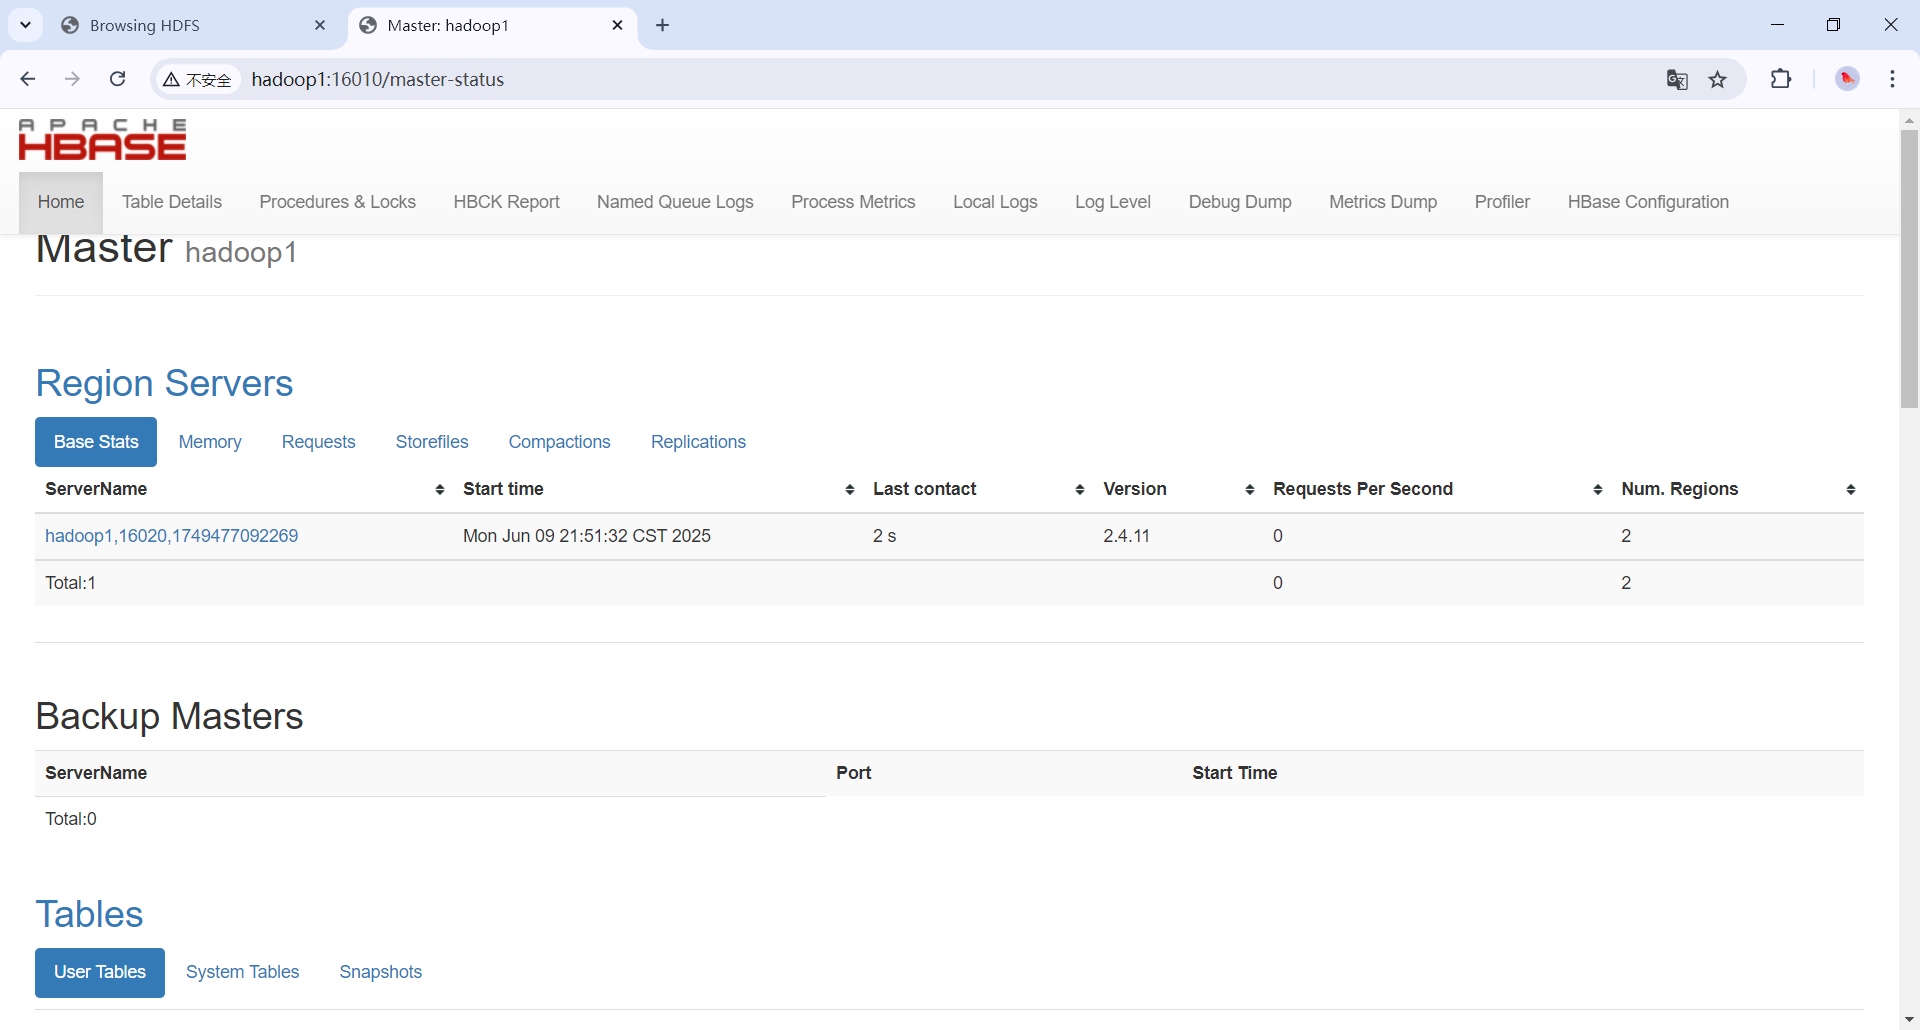 Browsing HDFS
Master: hadoop1
不安全 hadoop1:16010/master-status
APACHE
HBASE
Home Table Details Procedures & Locks HBCK Report Named Queue Logs Process Metrics Local Logs Log Level Debug Dump Metrics Dump Profiler HBase Configuration
Master hadoop1
Region Servers
Base Stats Memory Requests Storefiles Compactions Replications
ServerName Start time Last contact Version Requests Per Second Num. Regions
hadoop1,16020,1749477092269 Mon Jun 09 21:51:32 CST 2025 2 s 2.4.11 0 2
Total:1 0 2
Backup Masters
ServerName Port Start Time
Total:0
Tables
User Tables System Tables Snapshots